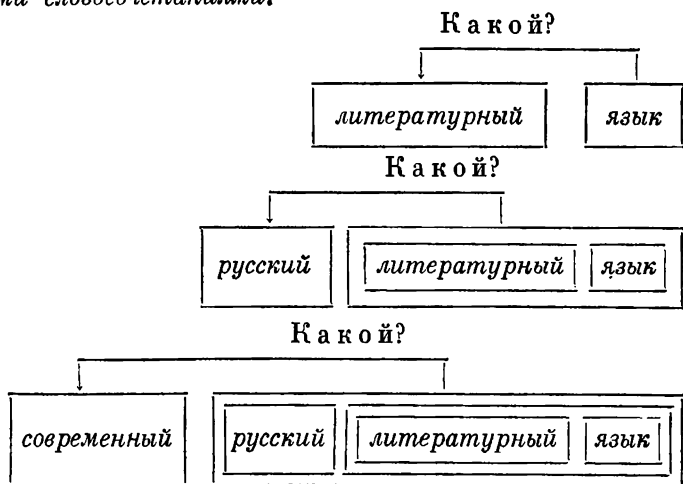 Какой?
литературный язык
Какой?
русский литературный язык
Какой?
современный русский литературный язык